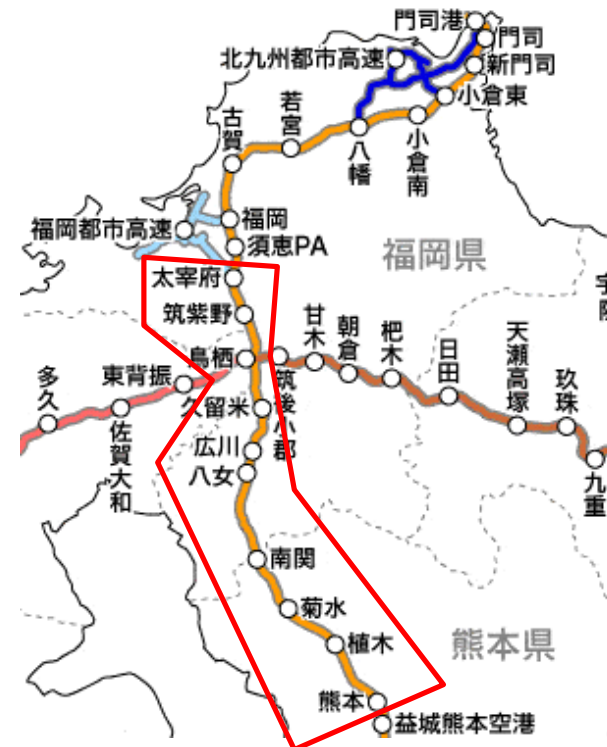 門司港
門司
北九州都市高速
新門司
小倉東
若宮
古賀
八幡
小倉南
福岡
福岡都市高速
須恵PA
福岡県
太宰府
筑紫野
鳥栖
甘木
朝倉
杷木
日田
天瀬高塚
玖珠
九重
東背振
多久
佐賀大和
久留米
筑後小郡
広川
八女
南関
菊水
植木
熊本県
熊本
益城熊本空港